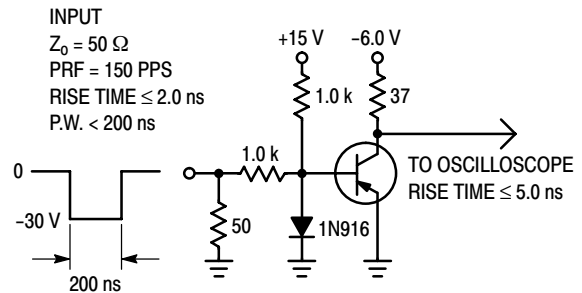 INPUT
Z₀ = 50 Ω
PRF = 150 PPS
RISE TIME ≤ 2.0 ns
P.W. < 200 ns
+15 V
−6.0 V
1.0 k
37
1.0 k
TO OSCILLOSCOPE
RISE TIME ≤ 5.0 ns
0
−30 V
50
1N916
200 ns